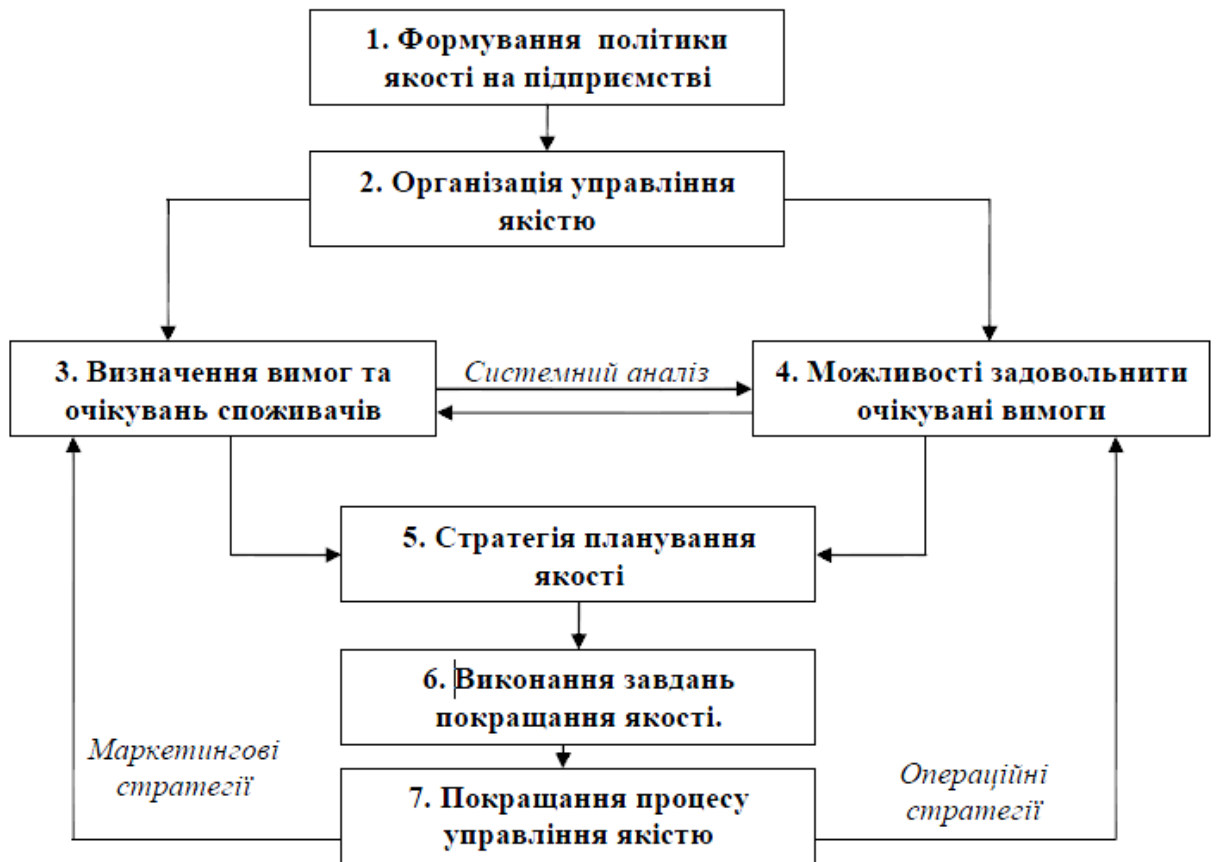 1. Формування політики
якості на підприємстві
2. Організація управління
якістю
3. Визначення вимог та
очікувань споживачів
Системний аналіз
4. Можливості задовольнити
очікувані вимоги
5. Стратегія планування
якості
6. Виконання завдань
покращання якості.
Маркетингові
стратегії
7. Покращання процесу
управління якістю
Операційні
стратегії